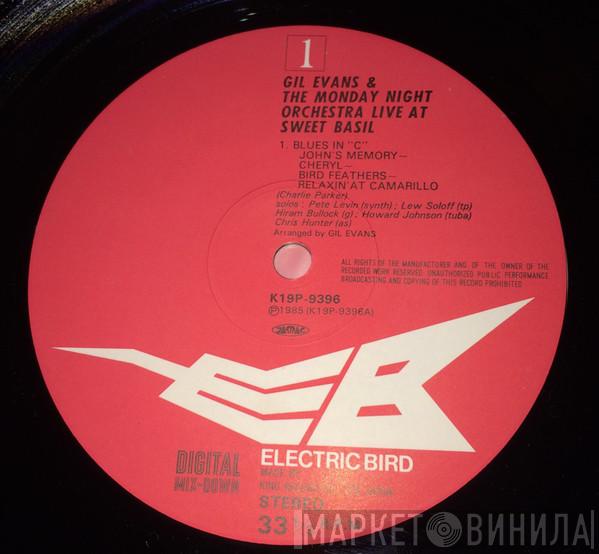 1
GIL EVANS &
THE MONDAY NIGHT
ORCHESTRA LIVE AT
SWEET BASIL
1. BLUES IN "C"
JOHN'S MEMORY~
CHERYL~
BIRD FEATHERS~
RELAXIN' AT CAMARILLO
(Charlie Parker)
solos : Pete Levin (synth) ; Lew Soloff (tp)
Hiram Bullock (g) ; Howard Johnson (tuba)
Chris Hunter (as)
Arranged by GIL EVANS
ALL RIGHTS OF THE MANUFACTURER AND OF THE OWNER OF THE
RECORDED WORK RESERVED. UNAUTHORIZED PUBLIC PERFORMANCE
BROADCASTING AND COPYING OF THIS RECORD PROHIBITED
K19P-9396
Ⓟ1985 (K19P-9396A)
JASRAC
EB
ELECTRIC BIRD
DIGITAL
MIX-DOWN
STEREO
33
МАРКЕТ ВИНИЛА